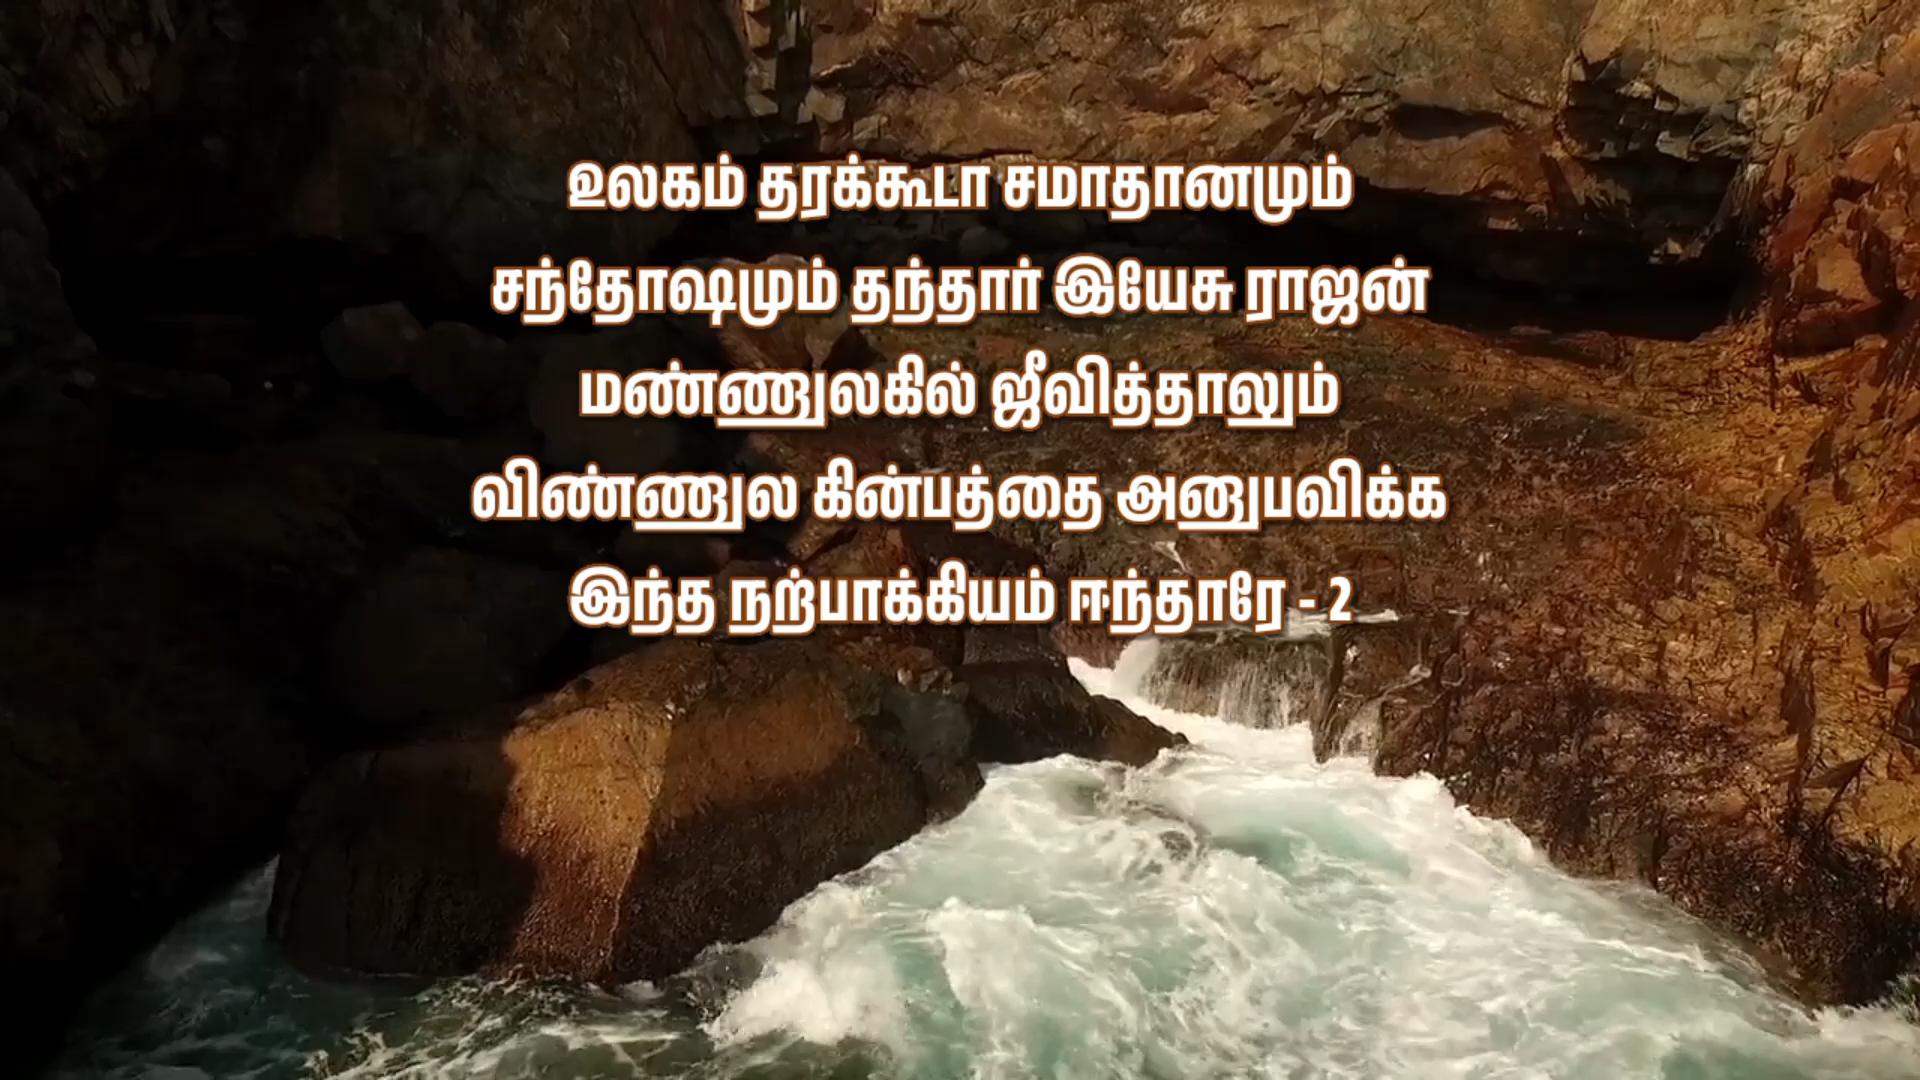 உலகம் தரக்கூடா சமாதானமும்
சந்தோஷமும் தந்தார் இயேசு ராஜன்
மண்ணுலகில் ஜீவித்தாலும்
விண்ணுல கின்பத்தை அனுபவிக்க
இந்த நற்பாக்கியம் ஈந்தாரே - 2